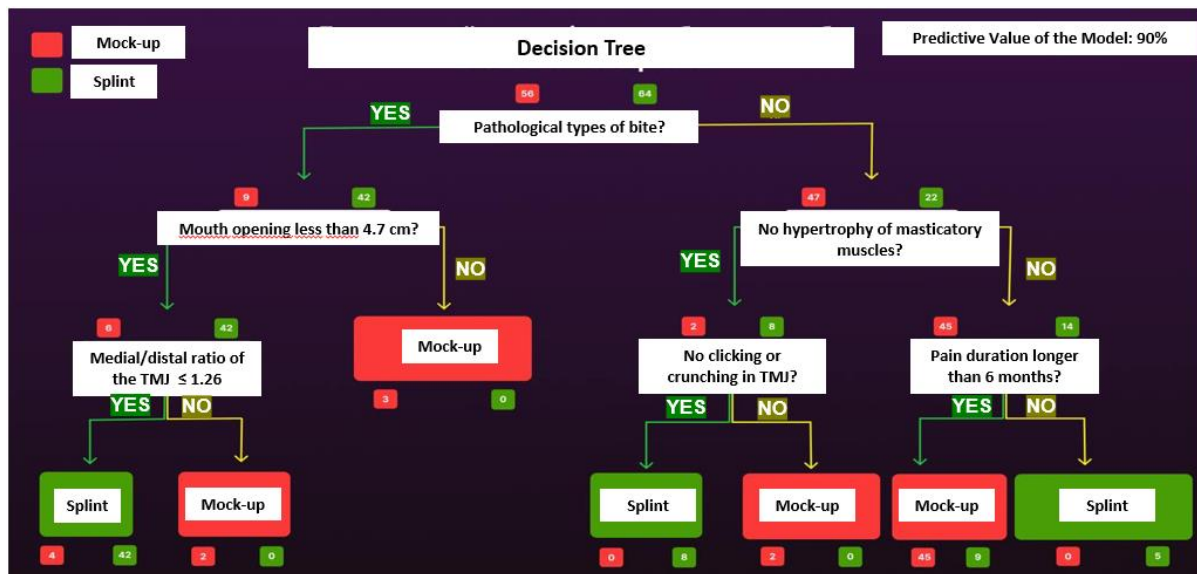 Mock-up
Decision Tree
Predictive Value of the Model: 90%
Splint
56 64
YES
NO
Pathological types of bite?
9 42
47 22
Mouth opening less than 4.7 cm?
No hypertrophy of masticatory
muscles?
YES
NO
YES
NO
6 42
Mock-up
2 8
45 14
Medial/distal ratio of
the TMJ ≤ 1.26
No clicking or
crunching in TMJ?
Pain duration longer
than 6 months?
3 0
YES NO
YES NO
YES NO
Splint
Mock-up
Splint
Mock-up
Mock-up
Splint
4 42
2 0
0 8
2 0
45 9
0 5